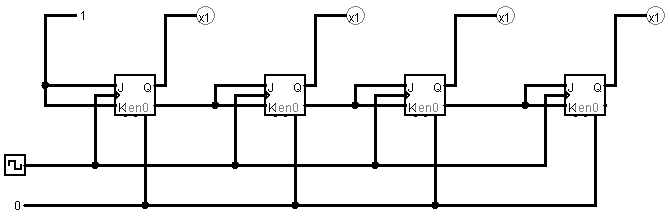 1 x1 x1 x1 x1
J Q J Q J Q J Q
K en0 K en0 K en0 K en0
0